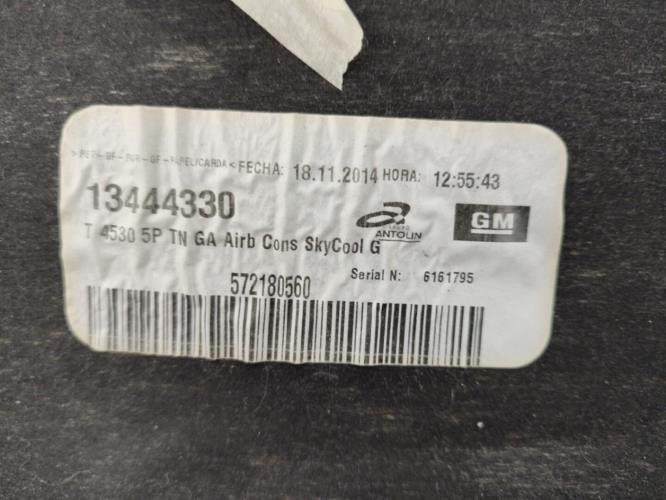 FECHA: 18.11.2014 HORA: 12:55:43
13444330
GRUPO ANTOLIN
GM
T 4530 5P TN GA Airb Cons SkyCool G
572180560
Serial N: 6161795